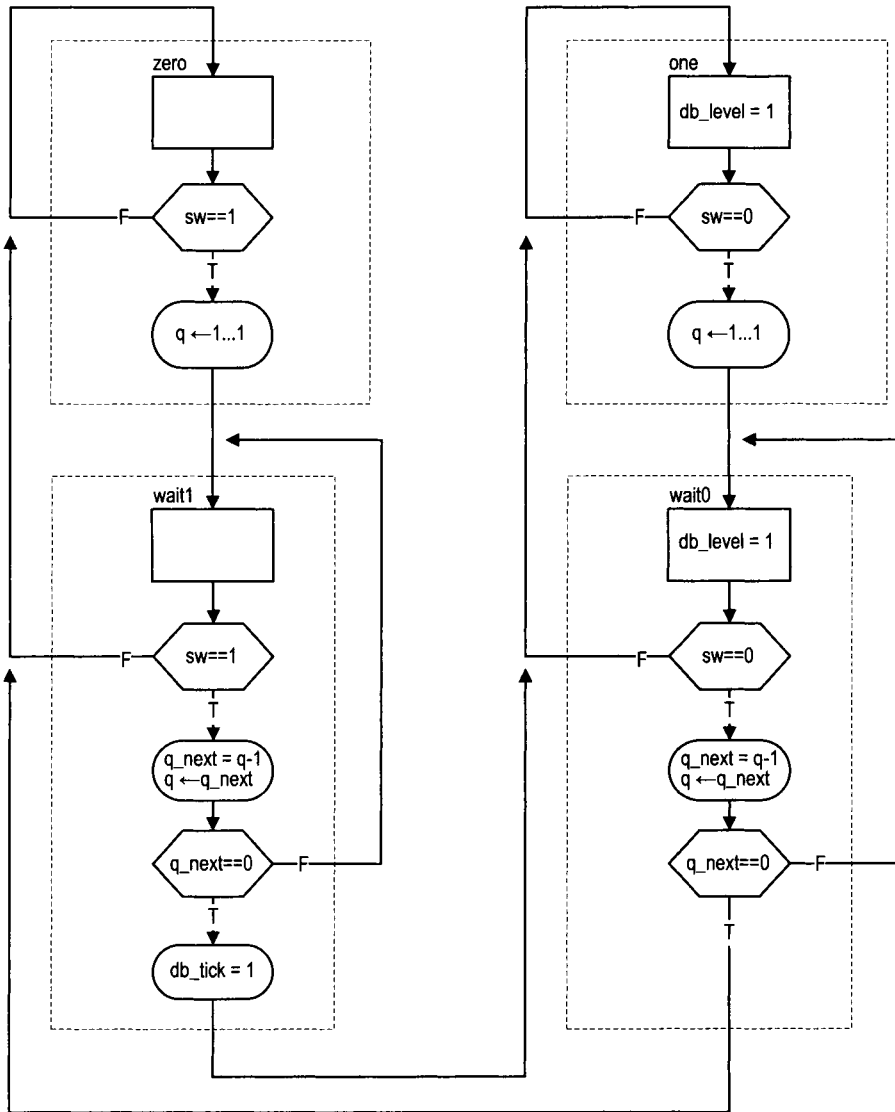 zero
sw==1
F
T
q ←1...1
wait1
sw==1
F
T
q_next = q-1
q ←q_next
q_next==0
F
T
db_tick = 1
one
db_level = 1
sw==0
F
T
q ←1...1
wait0
db_level = 1
sw==0
F
T
q_next = q-1
q ←q_next
q_next==0
F
T